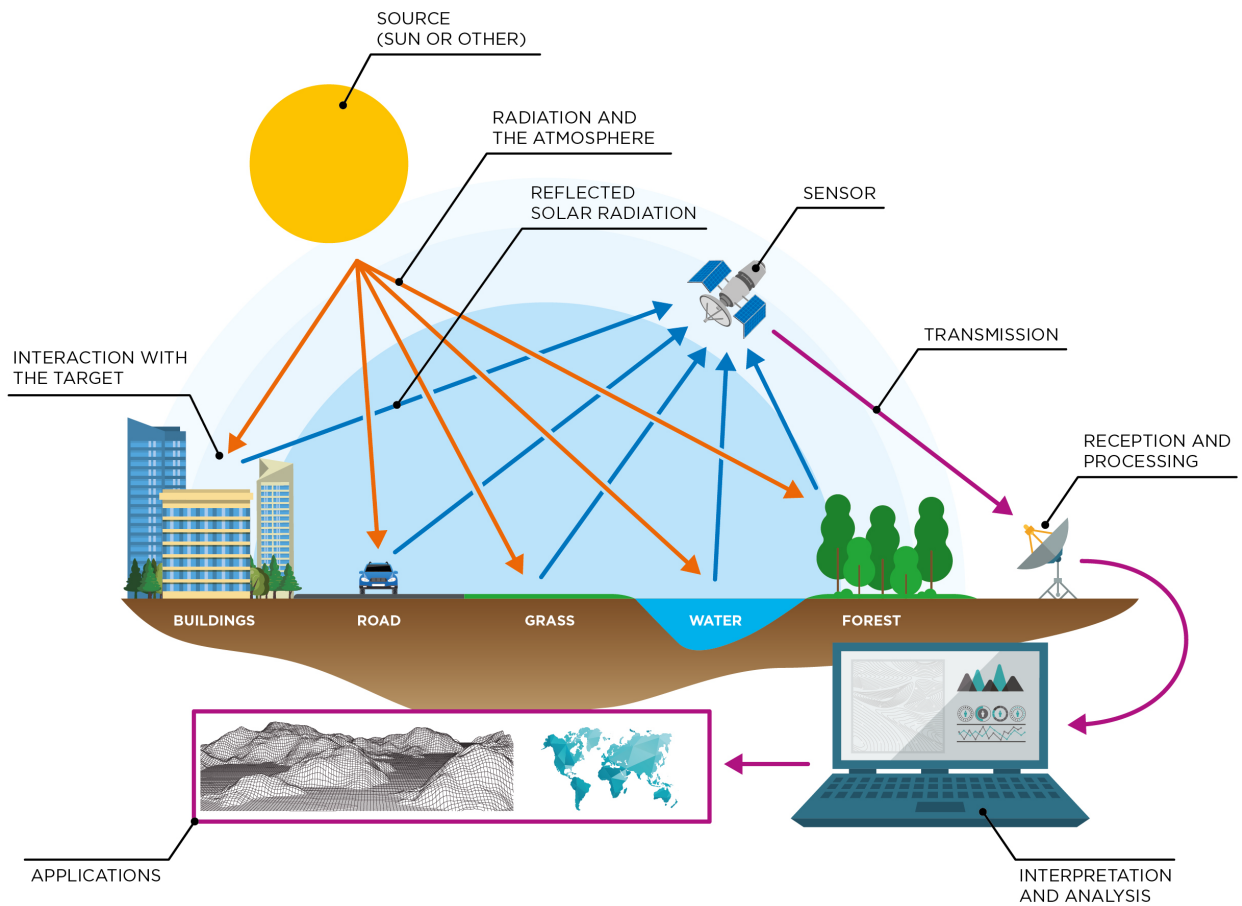 SOURCE
(SUN OR OTHER)
RADIATION AND
THE ATMOSPHERE
REFLECTED
SOLAR RADIATION
SENSOR
TRANSMISSION
INTERACTION WITH
THE TARGET
RECEPTION AND
PROCESSING
BUILDINGS
ROAD
GRASS
WATER
FOREST
APPLICATIONS
INTERPRETATION
AND ANALYSIS